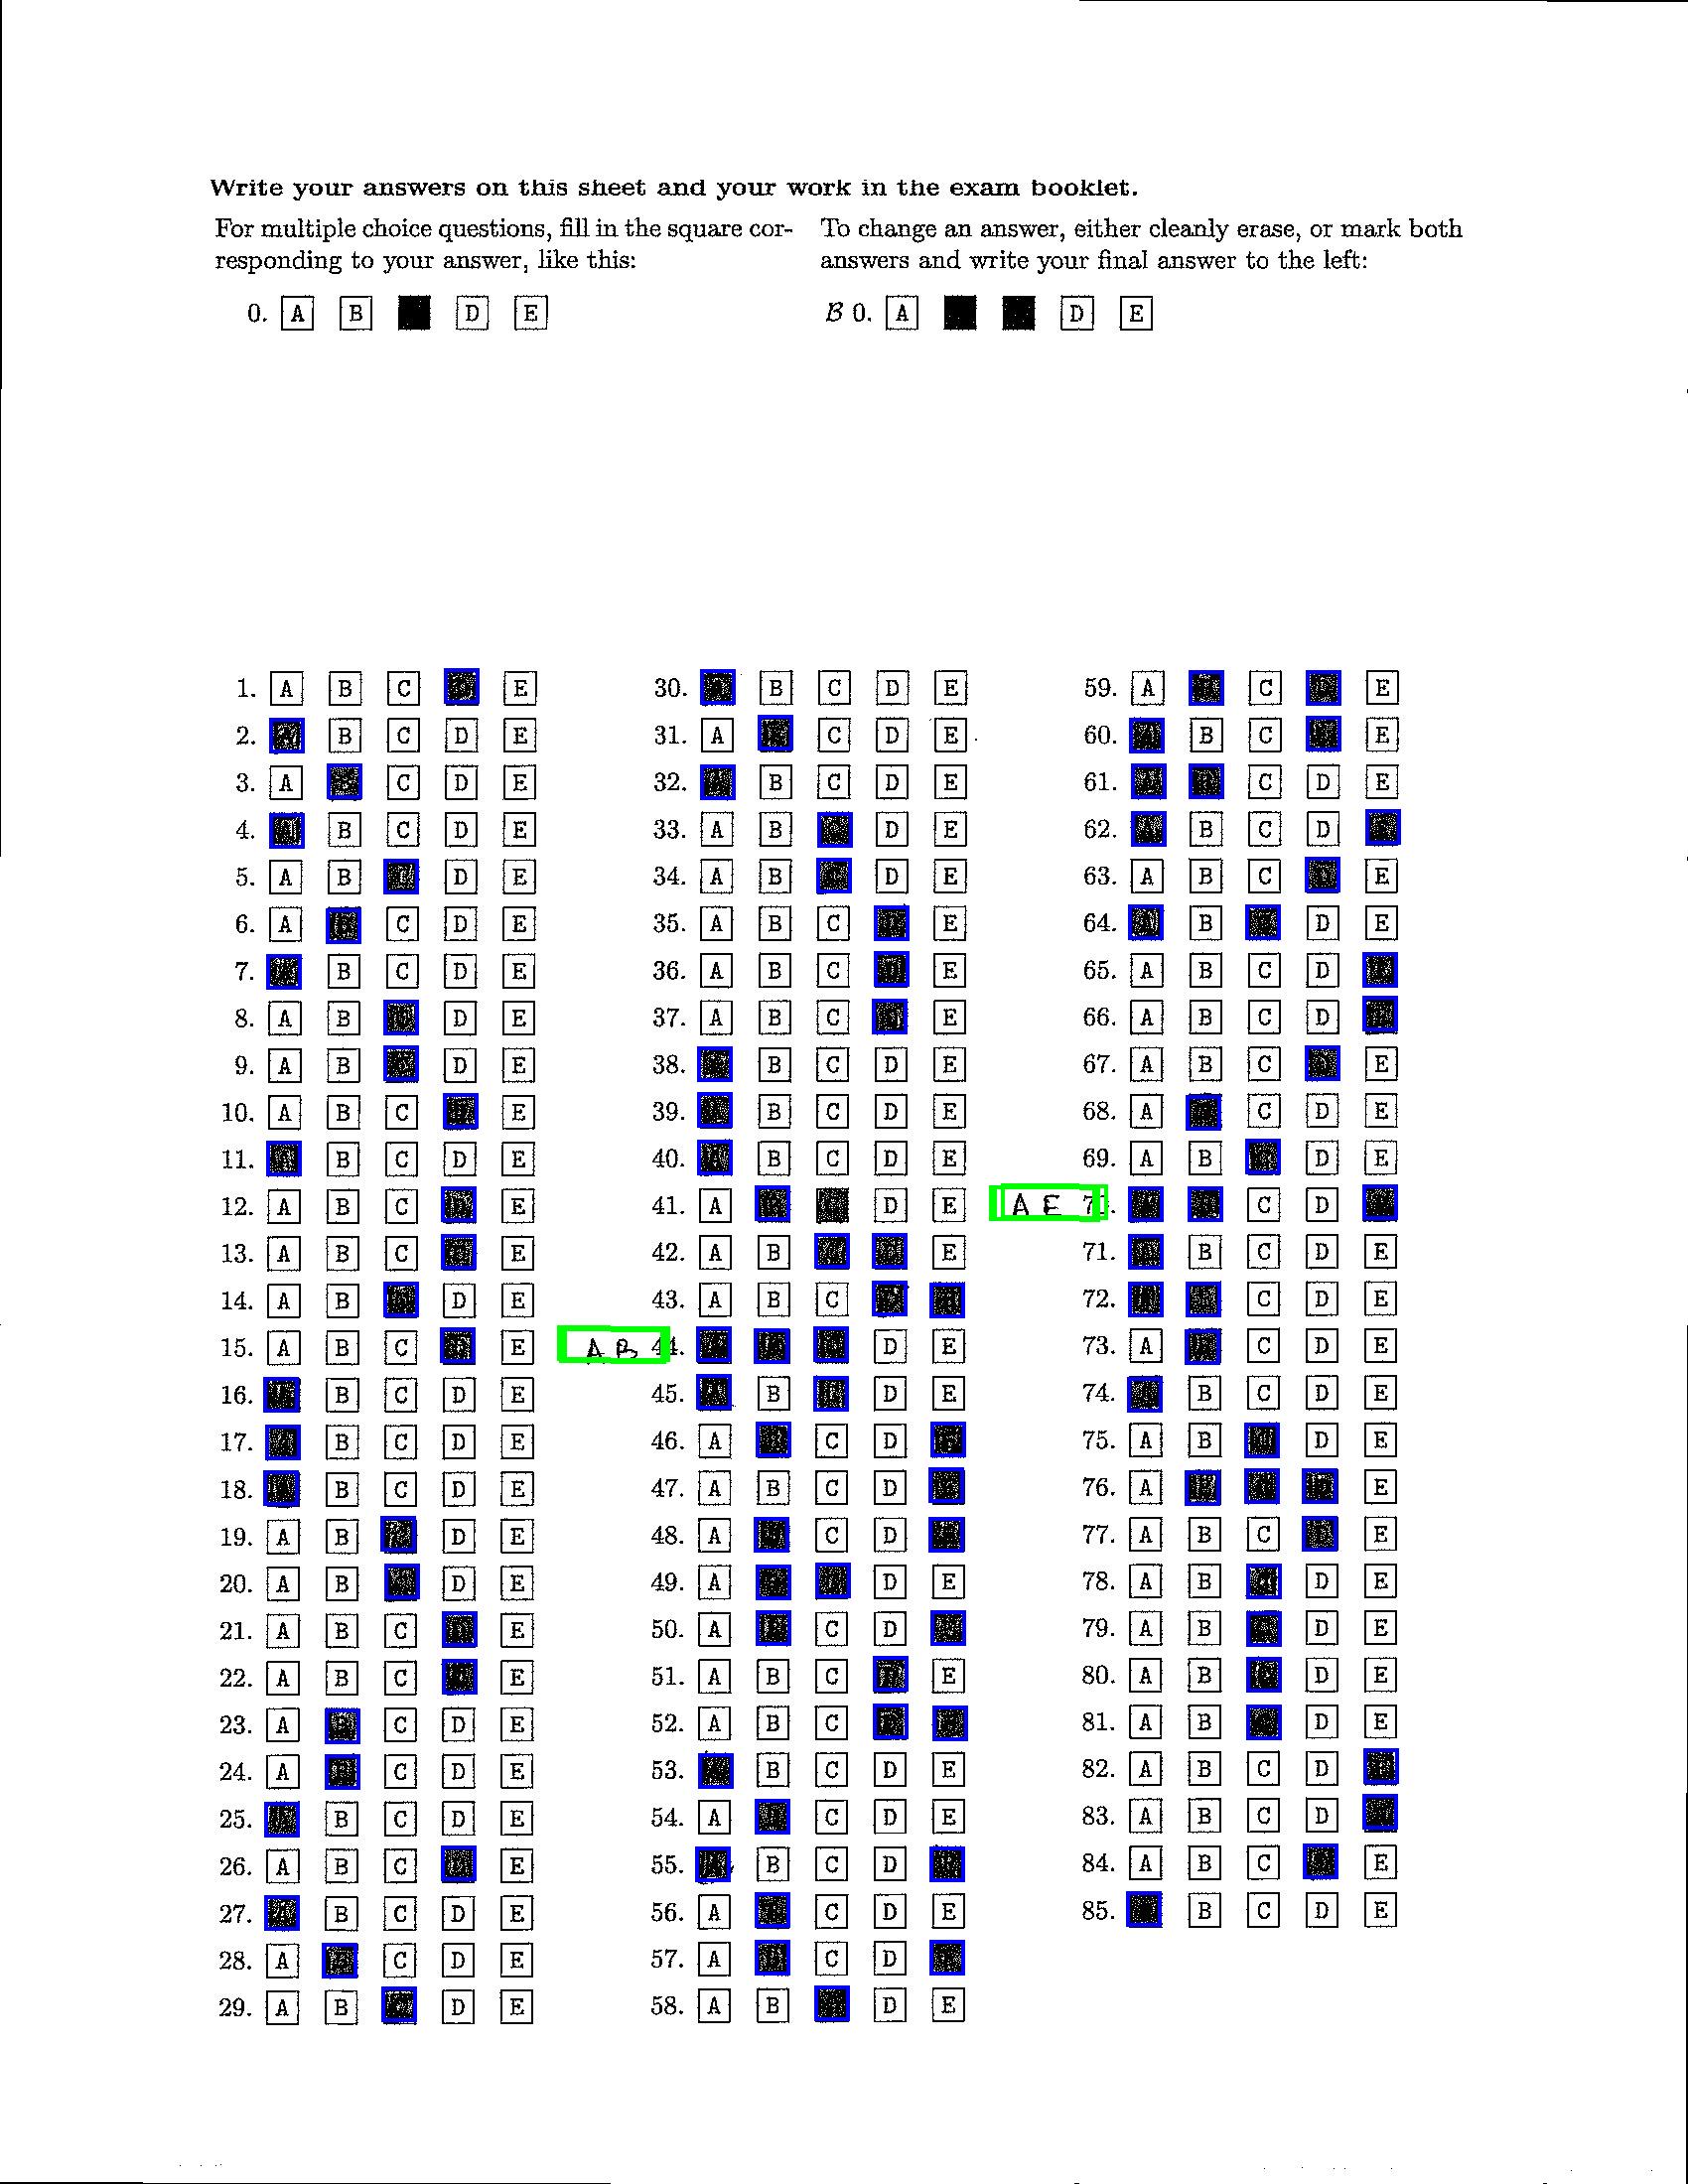 Write your answers on this sheet and your work in the exam booklet.
For multiple choice questions, fill in the square cor-
responding to your answer, like this:
0. A B D E
To change an answer, either cleanly erase, or mark both
answers and write your final answer to the left:
B 0. A D E
1. A B C E
2. B C D E
3. A C D E
4. B C D E
5. A B D E
6. A C D E
7. B C D E
8. A B D E
9. A B D E
10. A B C E
11. B C D E
12. A B C E
13. A B C E
14. A B D E
15. A B C E
16. B C D E
17. B C D E
18. B C D E
19. A B D E
20. A B D E
21. A B C E
22. A B C E
23. A C D E
24. A C D E
25. B C D E
26. A B C E
27. B C D E
28. A C D E
29. A B D E
30. B C D E
31. A C D E
32. B C D E
33. A B D E
34. A B D E
35. A B C E
36. A B C E
37. A B C E
38. B C D E
39. B C D E
40. B C D E
41. A D E
42. A B E
43. A B C
A B 44. D E
45. B D E
46. A C D
47. A B C D
48. A C D
49. A D E
50. A C D
51. A B C E
52. A B C
53. B C D E
54. A C D E
55. B C D
56. A C D E
57. A C D
58. A B D E
59. A C E
60. B C E
61. C D E
62. B C D
63. A B C E
64. B D E
65. A B C D
66. A B C D
67. A B C E
68. A C D E
69. A B D E
A E 70. C D
71. B C D E
72. C D E
73. A C D E
74. B C D E
75. A B D E
76. A E
77. A B C E
78. A B D E
79. A B D E
80. A B D E
81. A B D E
82. A B C D
83. A B C D
84. A B C E
85. B C D E